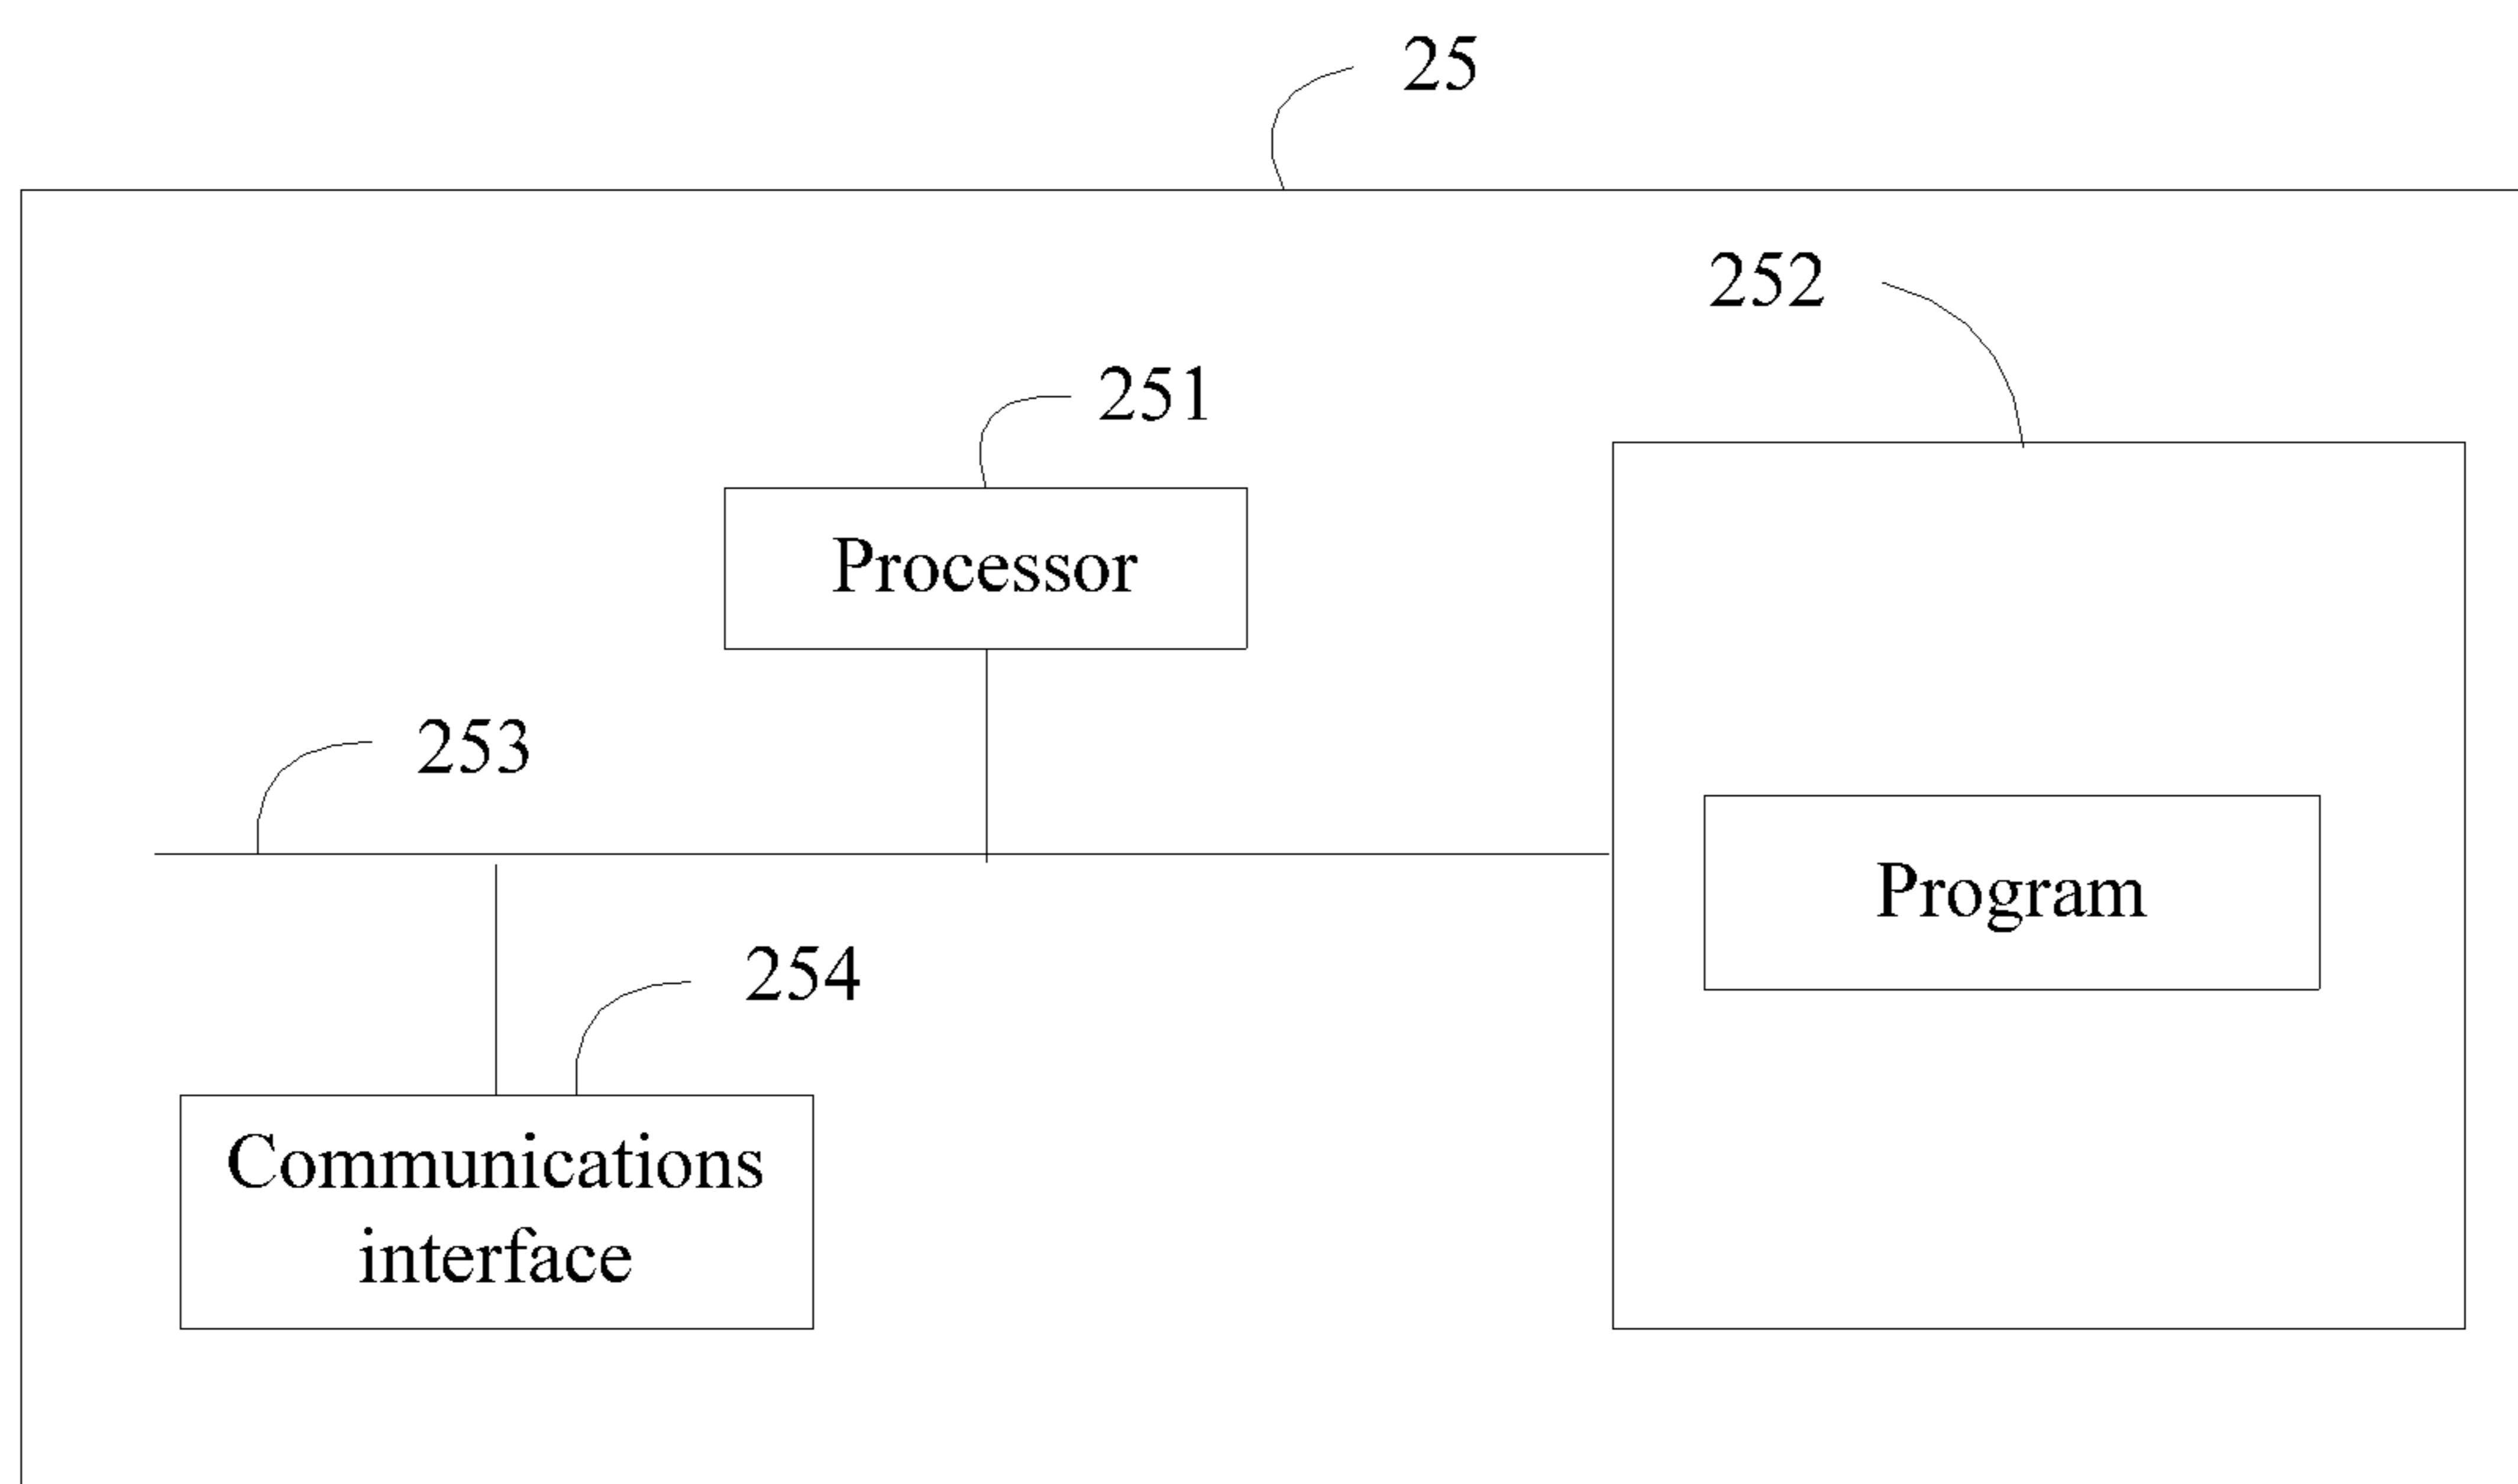 25
252
251
Processor
253
Program
254
Communications
interface